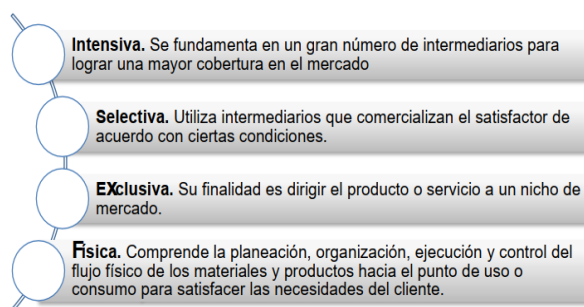 Intensiva. Se fundamenta en un gran número de intermediarios para
lograr una mayor cobertura en el mercado
Selectiva. Utiliza intermediarios que comercializan el satisfactor de
acuerdo con ciertas condiciones.
EXclusiva. Su finalidad es dirigir el producto o servicio a un nicho de
mercado.
Física. Comprende la planeación, organización, ejecución y control del
flujo físico de los materiales y productos hacia el punto de uso o
consumo para satisfacer las necesidades del cliente.